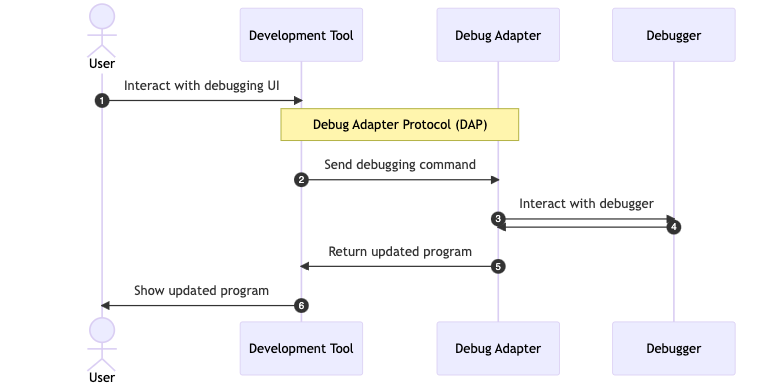 Development Tool
Debug Adapter
Debugger
User
Interact with debugging UI
1
Debug Adapter Protocol (DAP)
Send debugging command
2
Interact with debugger
3
4
Return updated program
5
Show updated program
6
Development Tool
Debug Adapter
Debugger
User